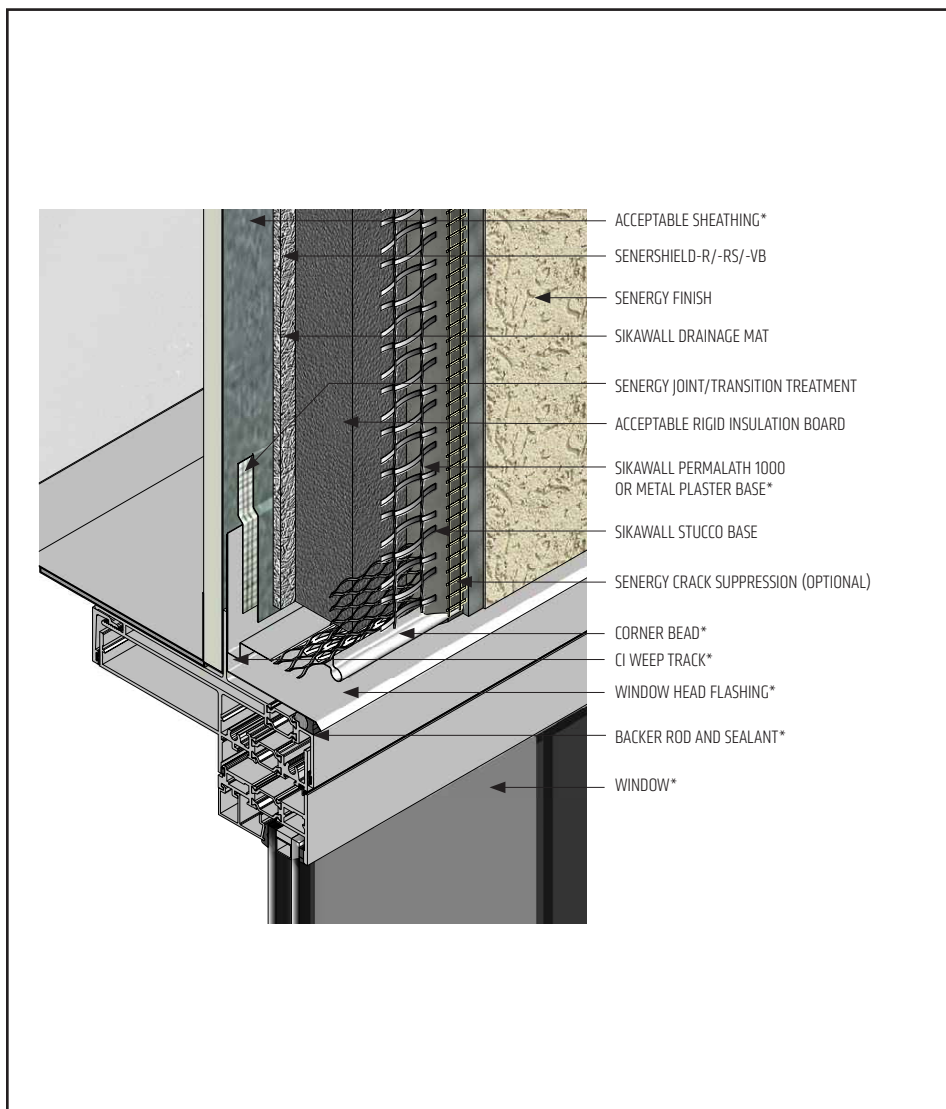 ACCEPTABLE SHEATHING*
SENERSHIELD-R/-RS/-VB
SENERGY FINISH
SIKAWALL DRAINAGE MAT
SENERGY JOINT/TRANSITION TREATMENT
ACCEPTABLE RIGID INSULATION BOARD
SIKAWALL PERMALATH 1000
OR METAL PLASTER BASE*
SIKAWALL STUCCO BASE
SENERGY CRACK SUPPRESSION (OPTIONAL)
CORNER BEAD*
CI WEEP TRACK*
WINDOW HEAD FLASHING*
BACKER ROD AND SEALANT*
WINDOW*